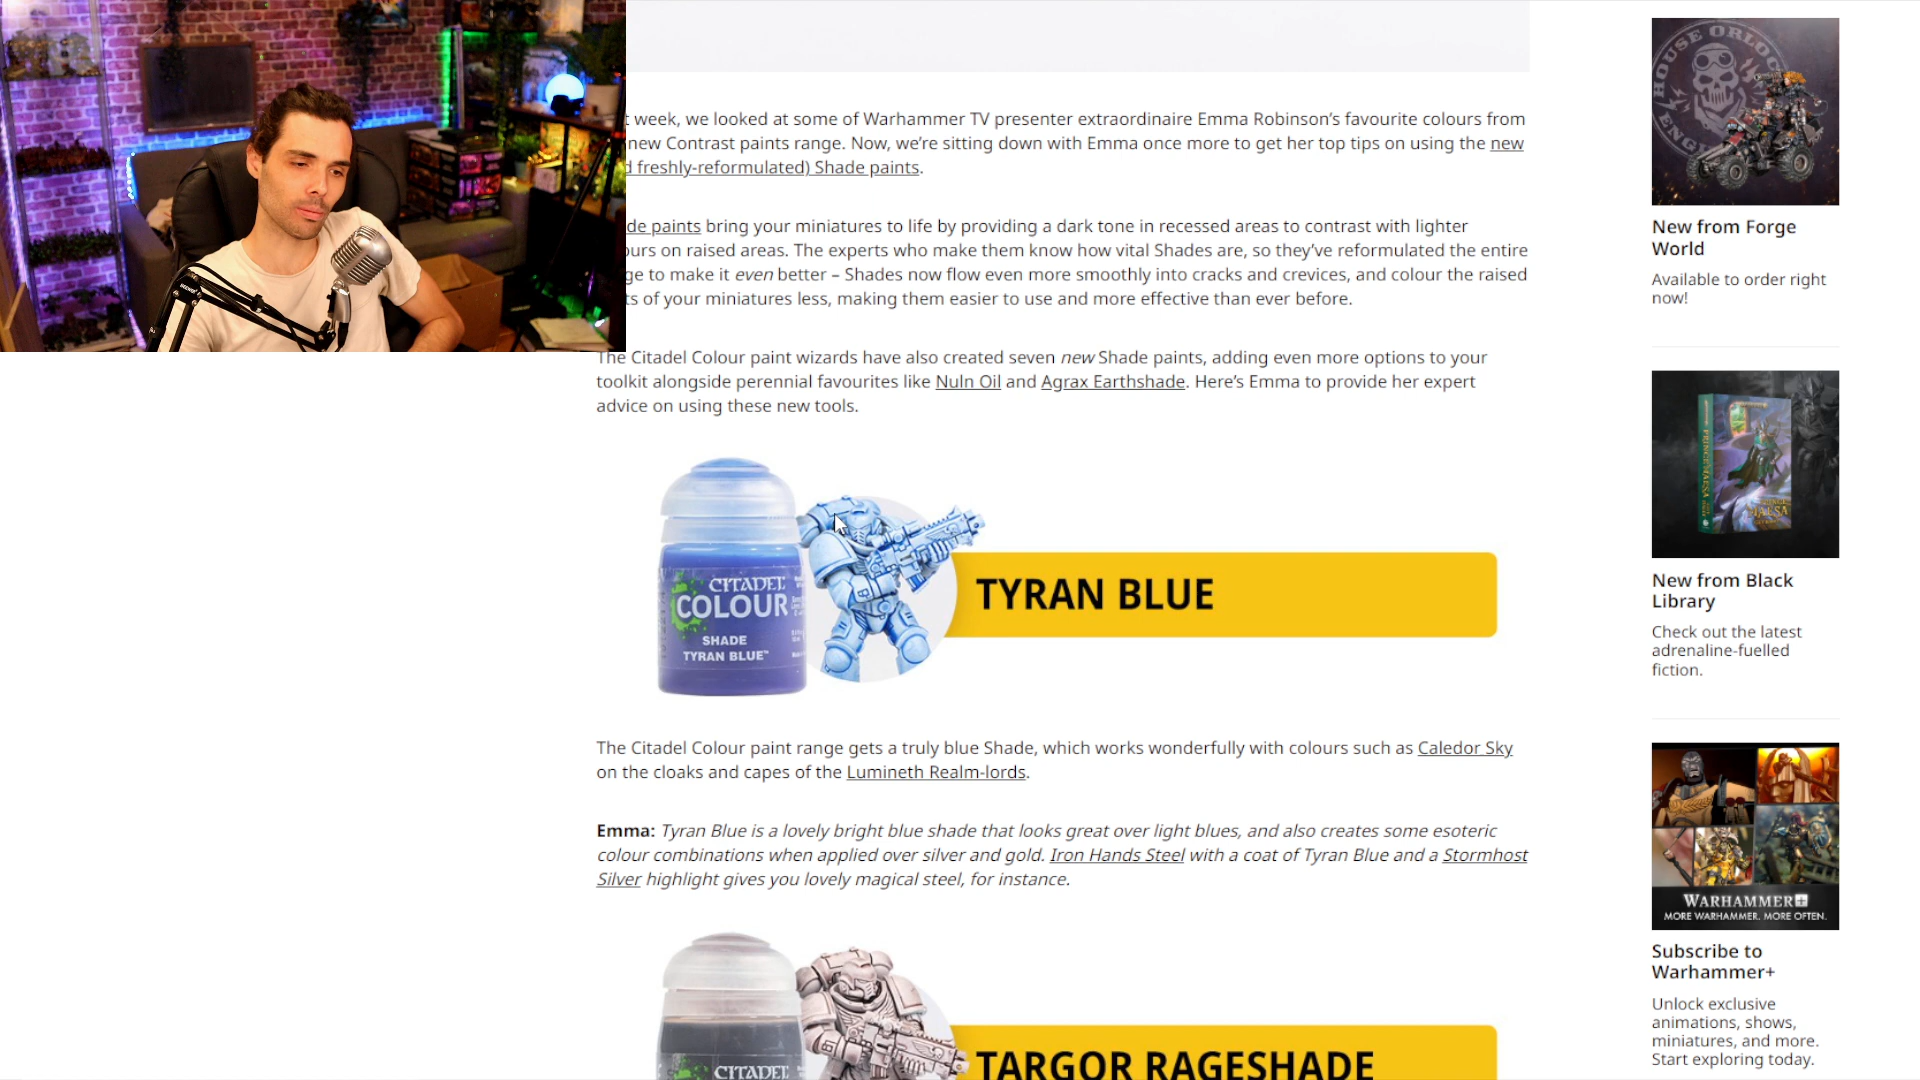 t week, we looked at some of Warhammer TV presenter extraordinaire Emma Robinson's favourite colours from
new Contrast paints range. Now, we're sitting down with Emma once more to get her top tips on using the new
d freshly-reformulated) Shade paints.
de paints bring your miniatures to life by providing a dark tone in recessed areas to contrast with lighter
ours on raised areas. The experts who make them know how vital Shades are, so they've reformulated the entire
ge to make it even better – Shades now flow even more smoothly into cracks and crevices, and colour the raised
ts of your miniatures less, making them easier to use and more effective than ever before.
The Citadel Colour paint wizards have also created seven new Shade paints, adding even more options to your
toolkit alongside perennial favourites like Nuln Oil and Agrax Earthshade. Here's Emma to provide her expert
advice on using these new tools.
CITADEL
COLOUR
SHADE
TYRAN BLUE™
TYRAN BLUE
The Citadel Colour paint range gets a truly blue Shade, which works wonderfully with colours such as Caledor Sky
on the cloaks and capes of the Lumineth Realm-lords.
Emma: Tyran Blue is a lovely bright blue shade that looks great over light blues, and also creates some esoteric
colour combinations when applied over silver and gold. Iron Hands Steel with a coat of Tyran Blue and a Stormhost
Silver highlight gives you lovely magical steel, for instance.
CITADEL
TARGOR RAGESHADE
HOUSE ORLOC
New from Forge
World
Available to order right
now!
New from Black
Library
Check out the latest
adrenaline-fuelled
fiction.
WARHAMMER+
MORE WARHAMMER. MORE OFTEN.
Subscribe to
Warhammer+
Unlock exclusive
animations, shows,
miniatures, and more.
Start exploring today.